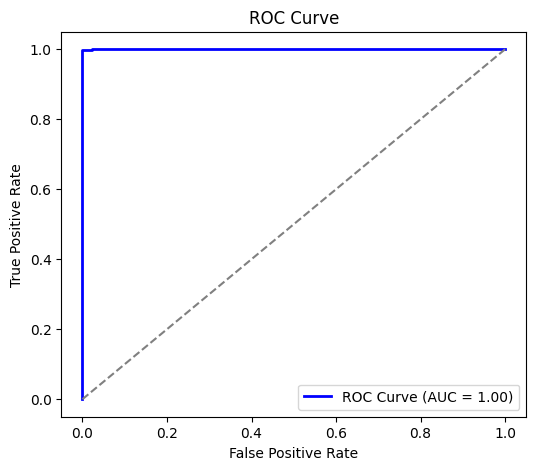 ROC Curve
True Positive Rate
1.0
0.8
0.6
0.4
0.2
0.0
0.0 0.2 0.4 0.6 0.8 1.0
False Positive Rate
ROC Curve (AUC = 1.00)